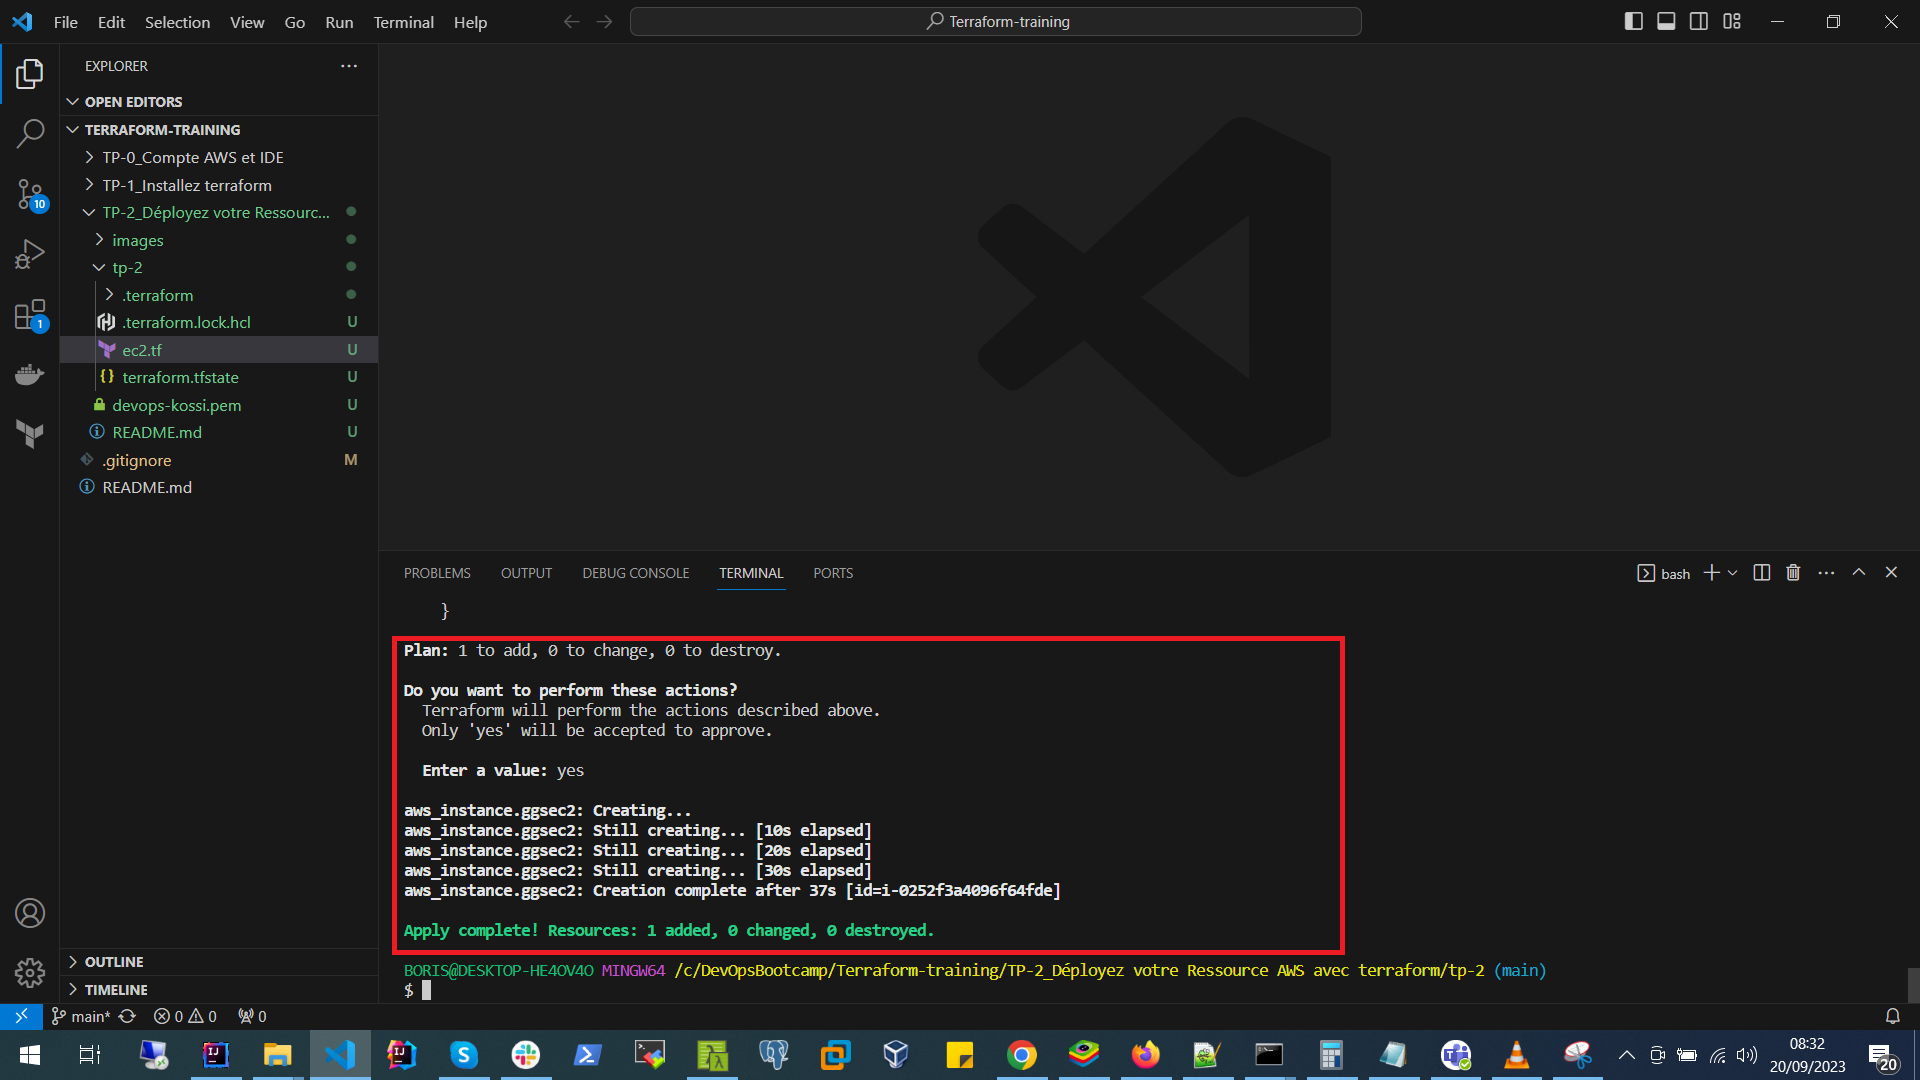 File Edit Selection View Go Run Terminal Help
Terraform-training
EXPLORER
OPEN EDITORS
TERRAFORM-TRAINING
TP-0_Compte AWS et IDE
TP-1_Installez terraform
TP-2_Déployez votre Ressourc...
images
tp-2
.terraform
.terraform.lock.hcl U
ec2.tf U
terraform.tfstate U
devops-kossi.pem U
README.md U
.gitignore M
README.md
10
1
OUTLINE
TIMELINE
PROBLEMS OUTPUT DEBUG CONSOLE TERMINAL PORTS
bash
}
Plan: 1 to add, 0 to change, 0 to destroy.
Do you want to perform these actions?
Terraform will perform the actions described above.
Only 'yes' will be accepted to approve.
Enter a value: yes
aws_instance.ggsec2: Creating...
aws_instance.ggsec2: Still creating... [10s elapsed]
aws_instance.ggsec2: Still creating... [20s elapsed]
aws_instance.ggsec2: Still creating... [30s elapsed]
aws_instance.ggsec2: Creation complete after 37s [id=i-0252f3a4096f64fde]
Apply complete! Resources: 1 added, 0 changed, 0 destroyed.
BORIS@DESKTOP-HE4OV4O MINGW64 /c/DevOpsBootcamp/Terraform-training/TP-2_Déployez votre Ressource AWS avec terraform/tp-2 (main)
$
main* 0 0 0
08:32
20/09/2023
20